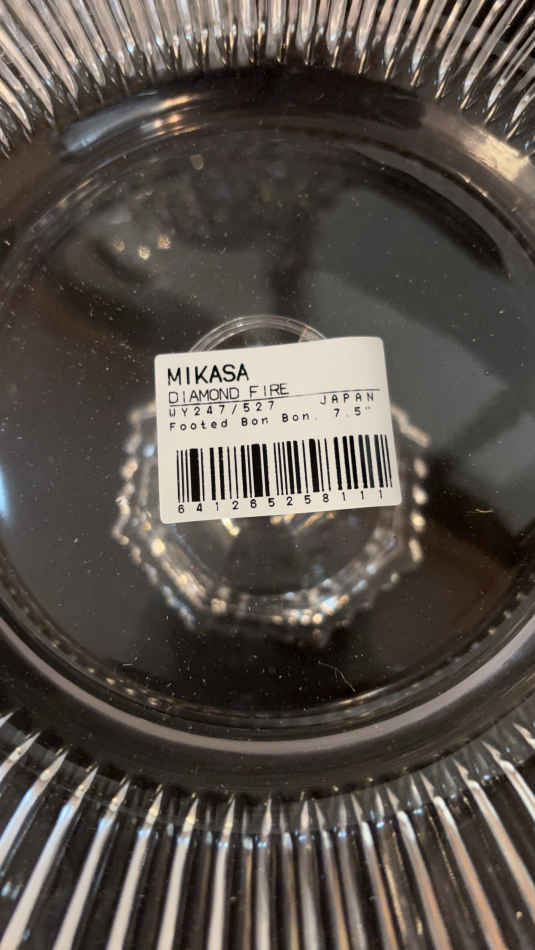 MIKASA
DIAMOND FIRE
WY247/527 JAPAN
Footed Bon Bon. 7.5"
641265258111